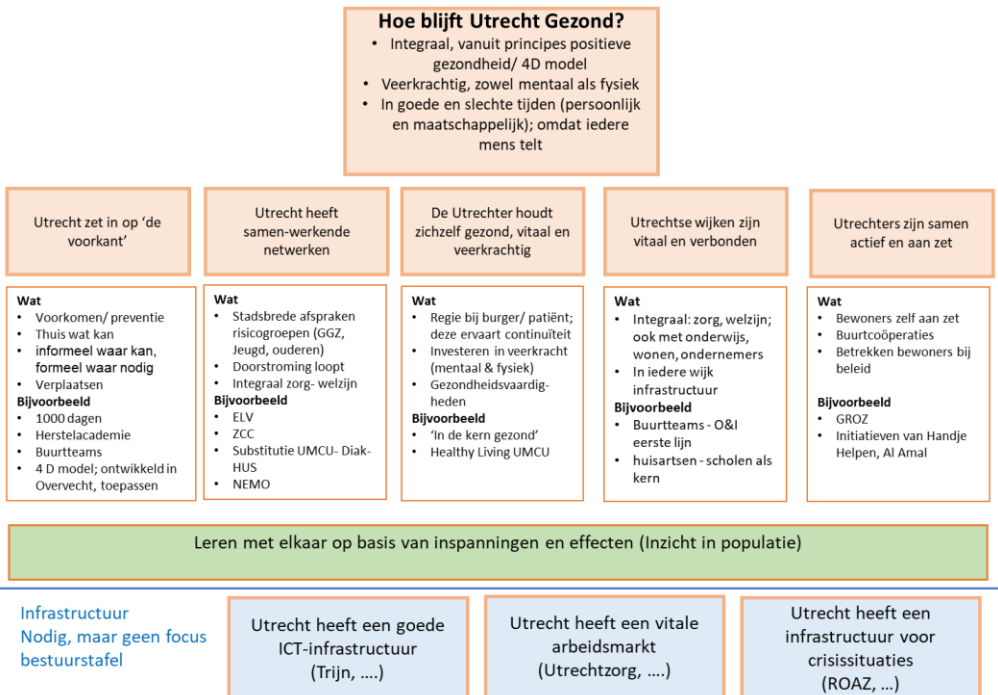 Hoe blijft Utrecht Gezond?
• Integraal, vanuit principes positieve
gezondheid/ 4D model
• Veerkrachtig, zowel mentaal als fysiek
• In goede en slechte tijden (persoonlijk
en maatschappelijk); omdat iedere
mens telt
Utrecht zet in op ‘de
voorkant’
Utrecht heeft
samen-werkende
netwerken
De Utrechter houdt
zichzelf gezond, vitaal en
veerkrachtig
Utrechtse wijken zijn
vitaal en verbonden
Utrechters zijn samen
actief en aan zet
Wat
• Voorkomen/ preventie
• Thuis wat kan
• informeel waar kan,
formeel waar nodig
• Verplaatsen
Bijvoorbeeld
• 1000 dagen
• Herstelacademie
• Buurtteams
• 4 D model; ontwikkeld in
Overvecht, toepassen
Wat
• Stadsbrede afspraken
risicogroepen (GGZ,
Jeugd, ouderen)
• Doorstroming loopt
• Integraal zorg- welzijn
Bijvoorbeeld
• ELV
• ZCC
• Substitutie UMCU- Diak-
HUS
• NEMO
Wat
• Regie bij burger/ patiënt;
deze ervaart continuïteit
• Investeren in veerkracht
(mentaal & fysiek)
• Gezondheidsvaardig-
heden
Bijvoorbeeld
• ‘In de kern gezond’
• Healthy Living UMCU
Wat
• Integraal: zorg, welzijn;
ook met onderwijs,
wonen, ondernemers
• In iedere wijk
infrastructuur
Bijvoorbeeld
• Buurtteams - O&I
eerste lijn
• huisartsen - scholen als
kern
Wat
• Bewoners zelf aan zet
• Buurtcoöperaties
• Betrekken bewoners bij
beleid
Bijvoorbeeld
• GROZ
• Initiatieven van Handje
Helpen, Al Amal
Leren met elkaar op basis van inspanningen en effecten (Inzicht in populatie)
Infrastructuur
Nodig, maar geen focus
bestuurstafel
Utrecht heeft een goede
ICT-infrastructuur
(Trijn, ....)
Utrecht heeft een vitale
arbeidsmarkt
(Utrechtzorg, ....)
Utrecht heeft een
infrastructuur voor
crisissituaties
(ROAZ, ...)